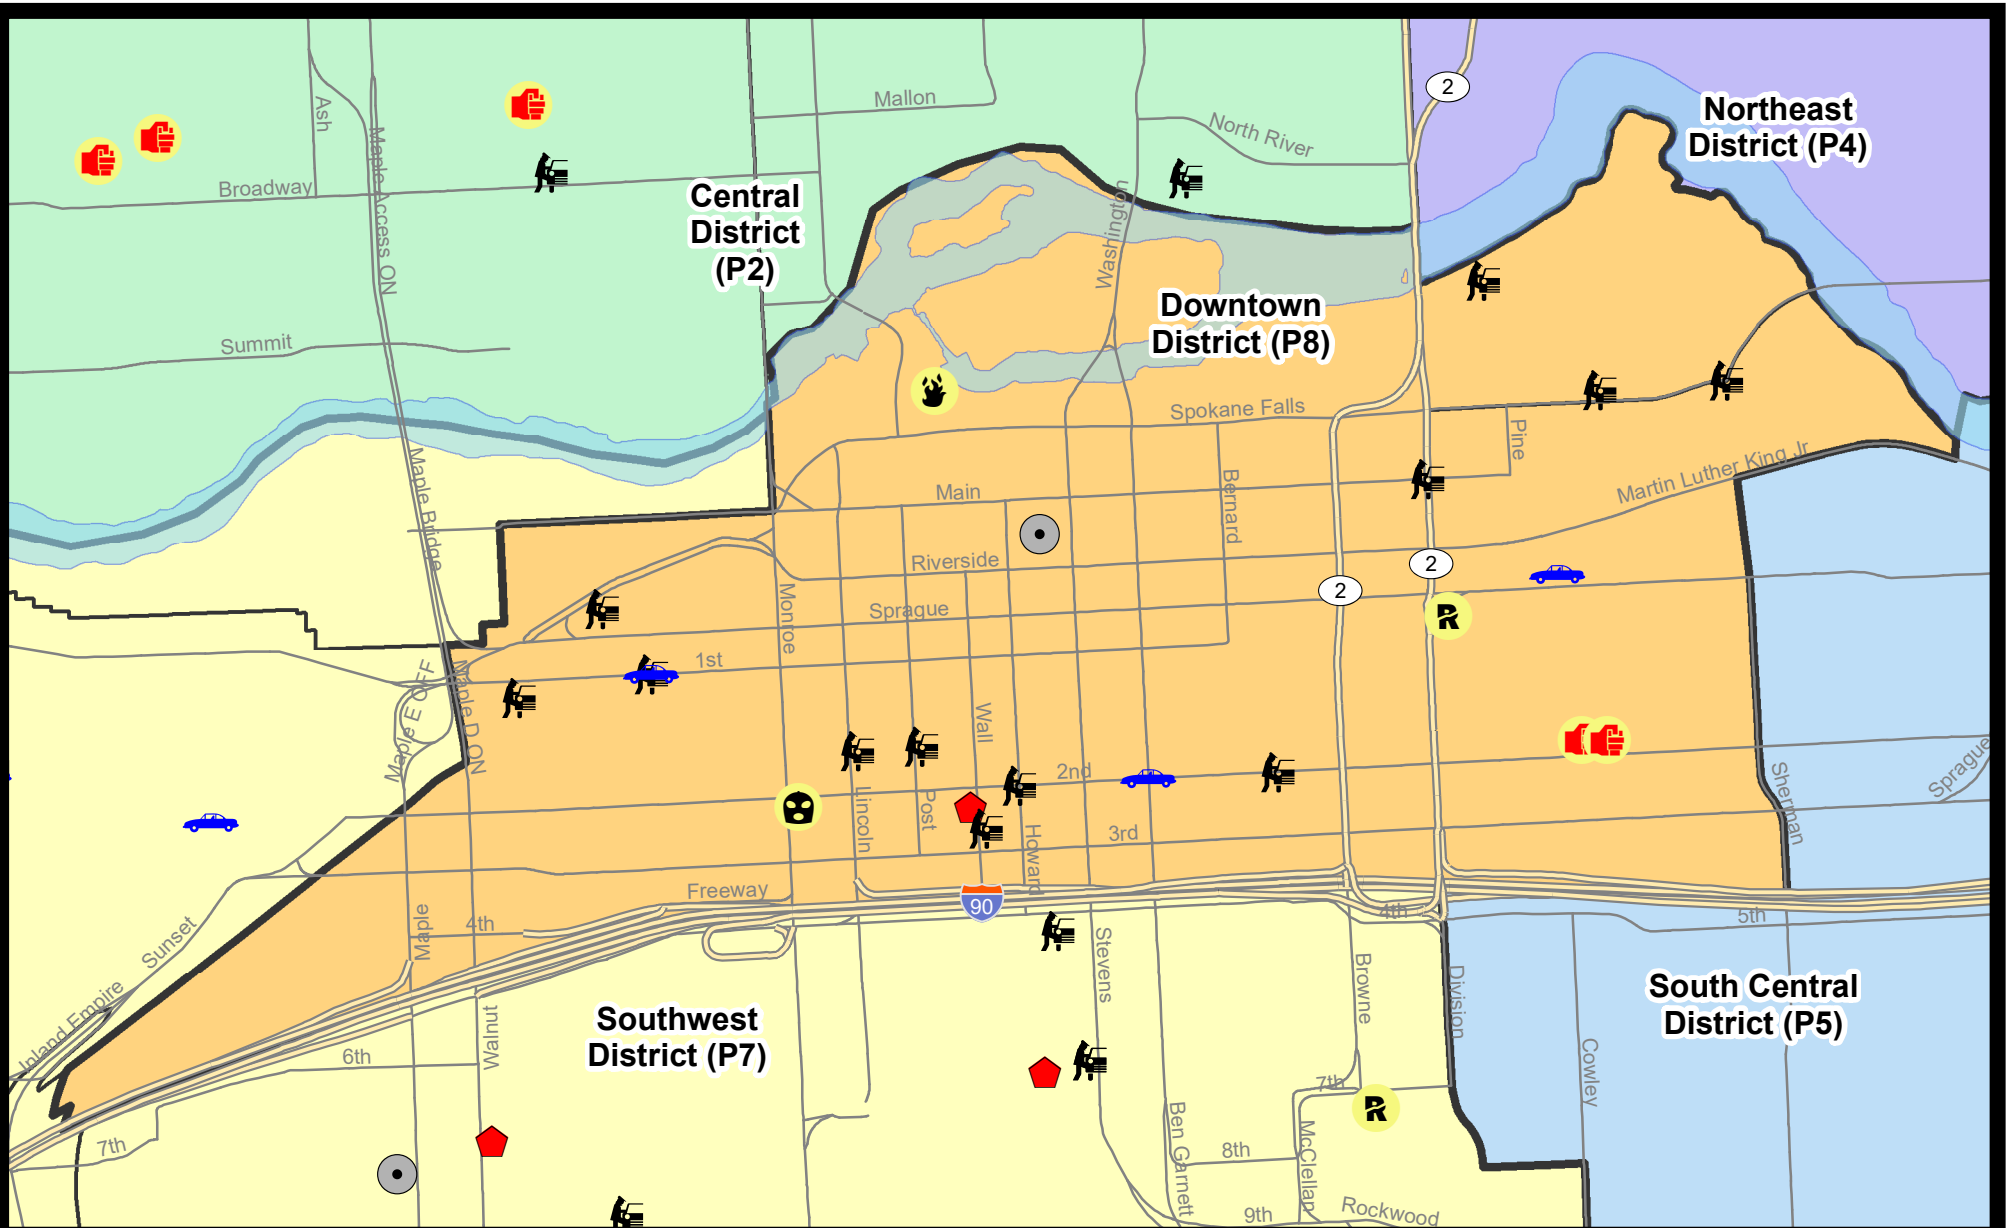 2
Northeast
District (P4)
Mallon
North River
Ash
Maple Access ON
Broadway
Central
District
(P2)
Washington
Downtown
District (P8)
Summit
Spokane Falls
Pine
Martin Luther King Jr
Maple Bridge
Main
Bernard
Riverside
2
2
Monroe
Sprague
1st
Maple E OFF
Maple D ON
Wall
2nd
Sprague
Sherman
Lincoln
Post
Howard
3rd
Freeway
90
4th
4th
5th
Maple
Sunset
Stevens
Browne
Division
Inland Empire
Walnut
Southwest
District (P7)
South Central
District (P5)
6th
Cowley
7th
7th
Ben Garnett
McClellan
8th
9th
Rockwood